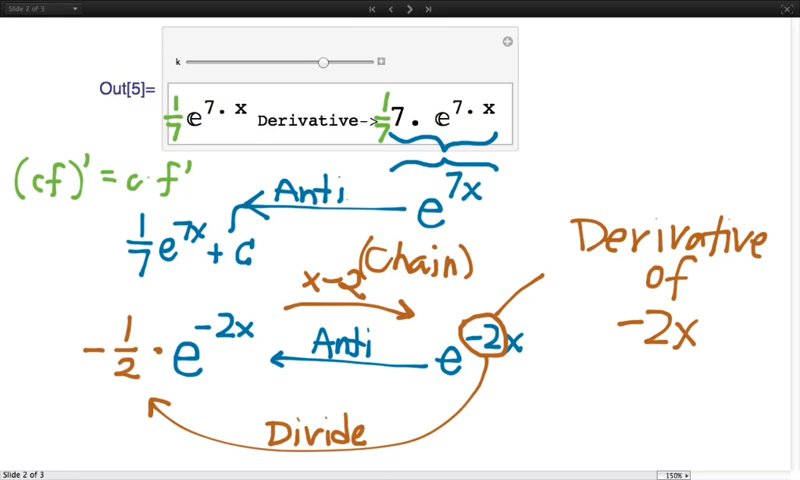 Slide 2 of 3
k
Out[5]= 1/7 e^7. x Derivative-> 1/7 7. e^7. x
(cf)' = c · f'
Anti
e^7x
1/7 e^7x + C
x-2 (Chain)
Derivative
of
-2x
-1/2 · e^-2x
Anti
e^-2x
Divide
Slide 2 of 3
150%